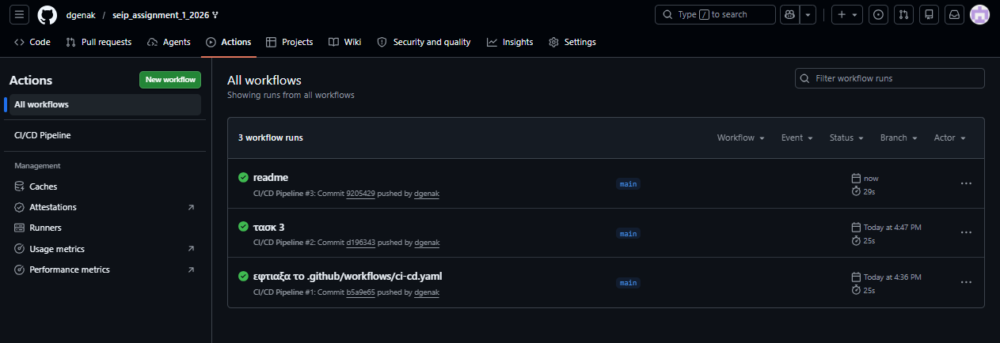 dgenak / seip_assignment_1_2026
Type / to search
Code Pull requests Agents Actions Projects Wiki Security and quality Insights Settings
Actions
New workflow
All workflows
CI/CD Pipeline
Management
Caches
Attestations
Runners
Usage metrics
Performance metrics
All workflows
Showing runs from all workflows
Filter workflow runs
3 workflow runs
Workflow Event Status Branch Actor
readme
CI/CD Pipeline #3: Commit 9205429 pushed by dgenak
main
now
29s
τασκ 3
CI/CD Pipeline #2: Commit d196343 pushed by dgenak
main
Today at 4:47 PM
25s
εφτιαξα το .github/workflows/ci-cd.yaml
CI/CD Pipeline #1: Commit b5a9e65 pushed by dgenak
main
Today at 4:36 PM
25s